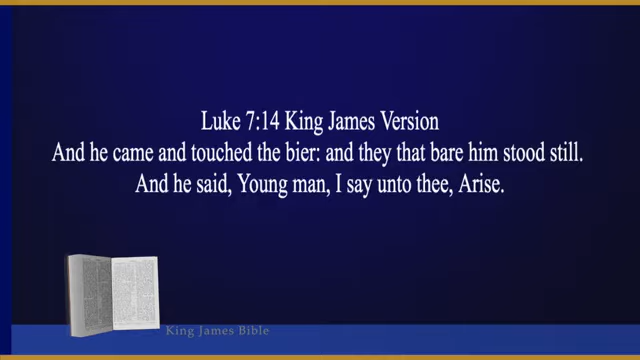 Luke 7:14 King James Version
And he came and touched the bier: and they that bare him stood still.
And he said, Young man, I say unto thee, Arise.
King James Bible